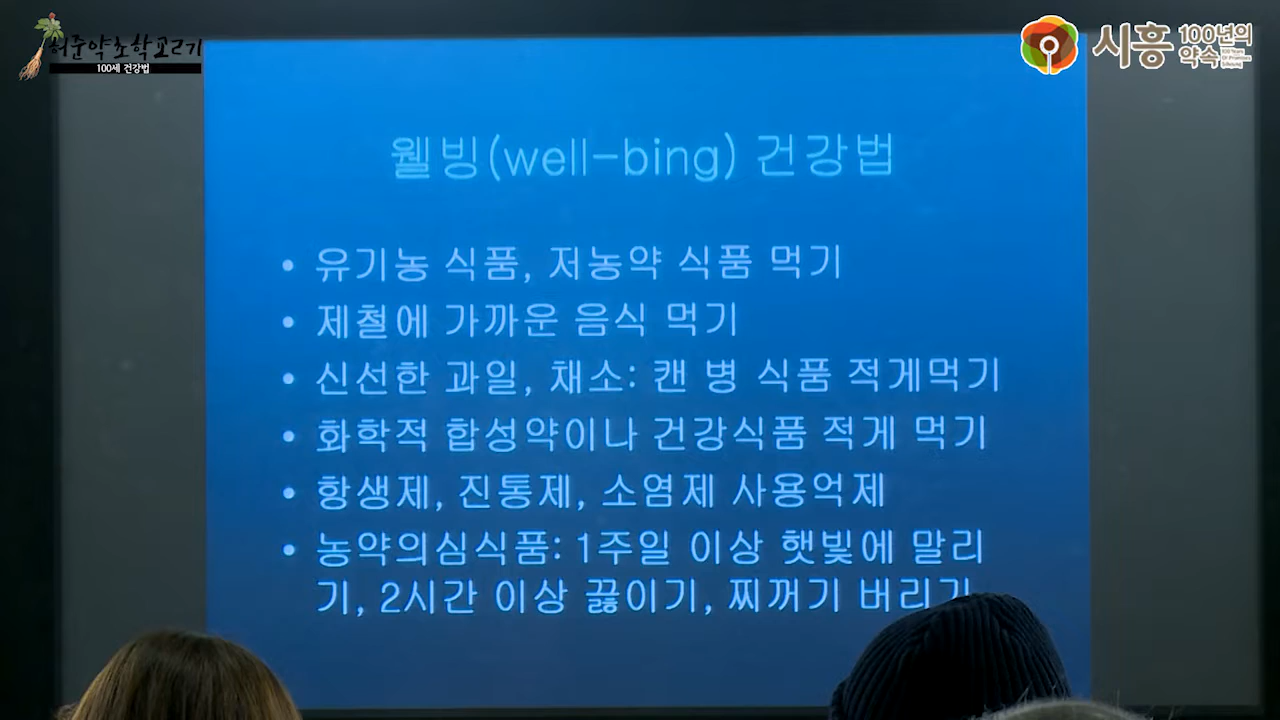 허준약초학교2기
100세 건강법
시흥 100년의 약속
웰빙(well-bing) 건강법
• 유기농 식품, 저농약 식품 먹기
• 제철에 가까운 음식 먹기
• 신선한 과일, 채소: 캔 병 식품 적게먹기
• 화학적 합성약이나 건강식품 적게 먹기
• 항생제, 진통제, 소염제 사용억제
• 농약의심식품: 1주일 이상 햇빛에 말리
기, 2시간 이상 끓이기, 찌꺼기 버리기